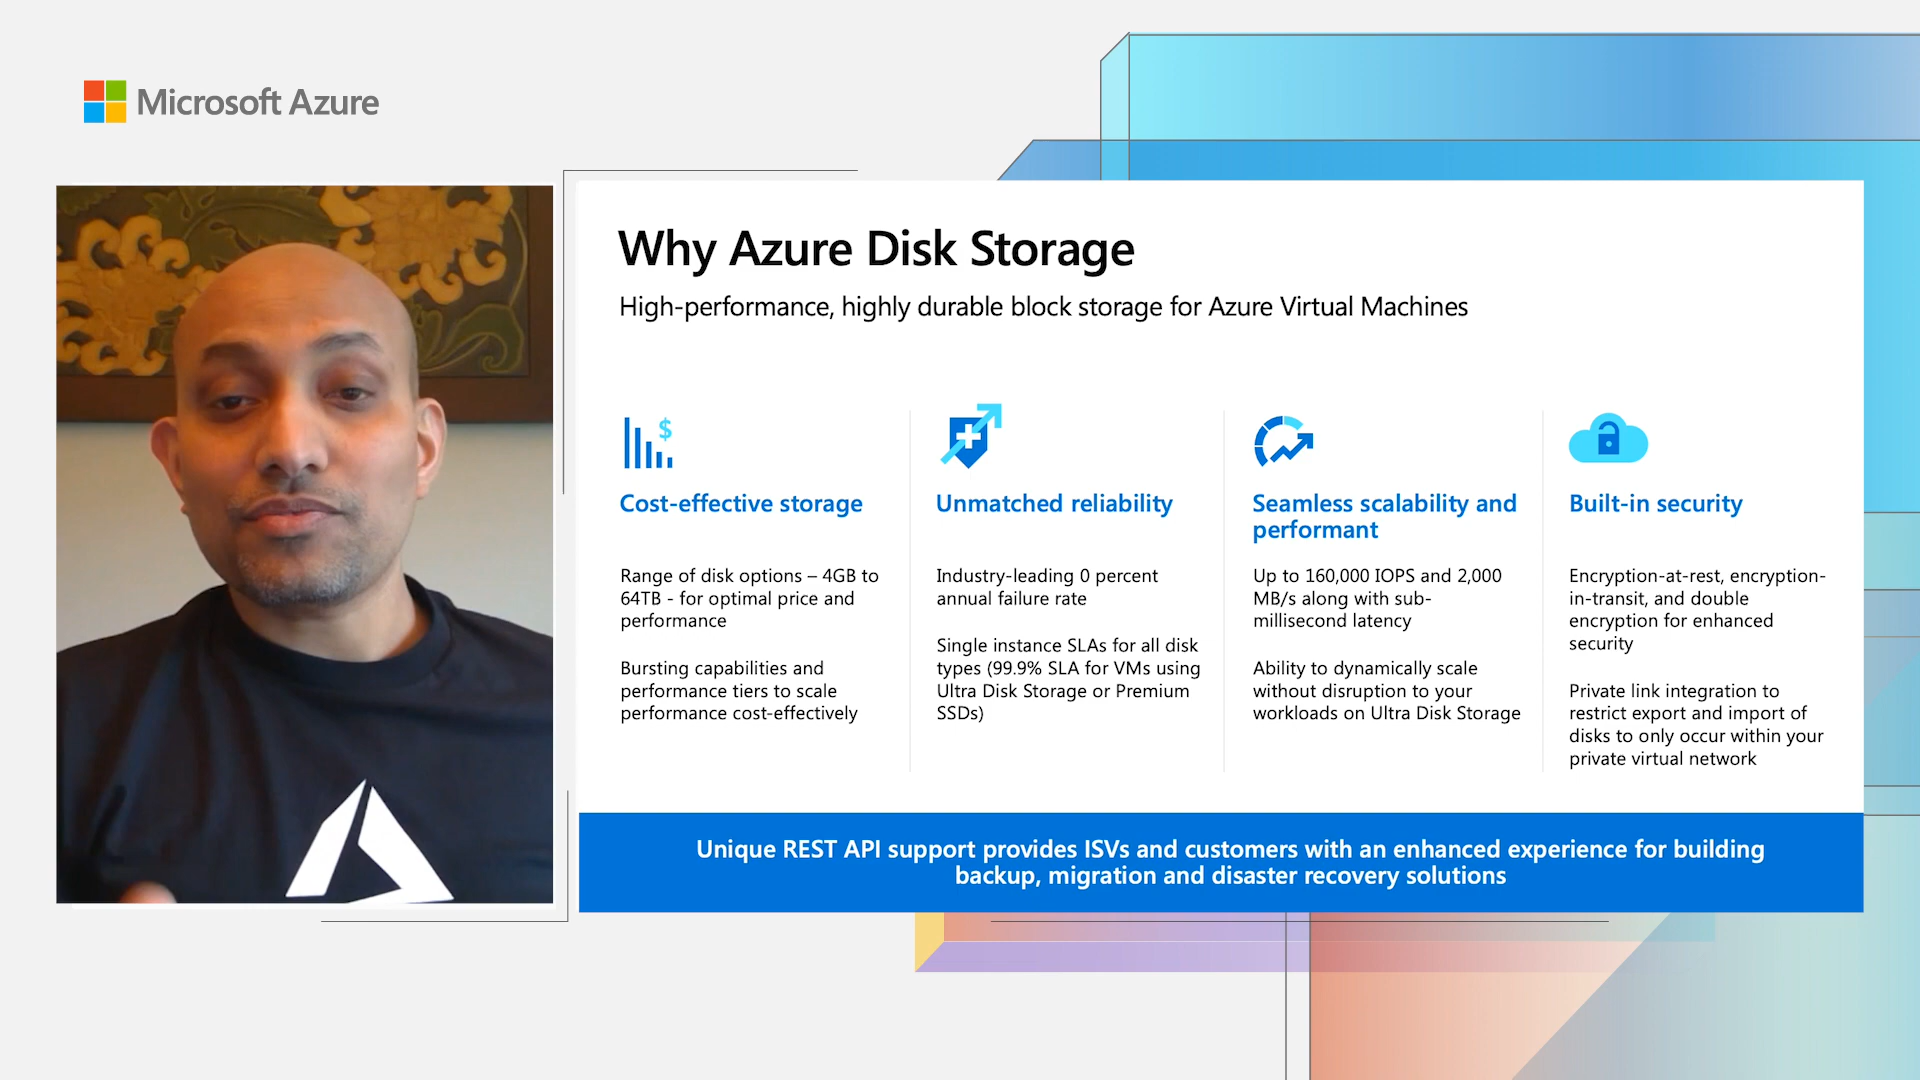 Microsoft Azure
Why Azure Disk Storage
High-performance, highly durable block storage for Azure Virtual Machines
$
Cost-effective storage
Range of disk options – 4GB to
64TB - for optimal price and
performance
Bursting capabilities and
performance tiers to scale
performance cost-effectively
Unmatched reliability
Industry-leading 0 percent
annual failure rate
Single instance SLAs for all disk
types (99.9% SLA for VMs using
Ultra Disk Storage or Premium
SSDs)
Seamless scalability and
performant
Up to 160,000 IOPS and 2,000
MB/s along with sub-
millisecond latency
Ability to dynamically scale
without disruption to your
workloads on Ultra Disk Storage
Built-in security
Encryption-at-rest, encryption-
in-transit, and double
encryption for enhanced
security
Private link integration to
restrict export and import of
disks to only occur within your
private virtual network
Unique REST API support provides ISVs and customers with an enhanced experience for building
backup, migration and disaster recovery solutions